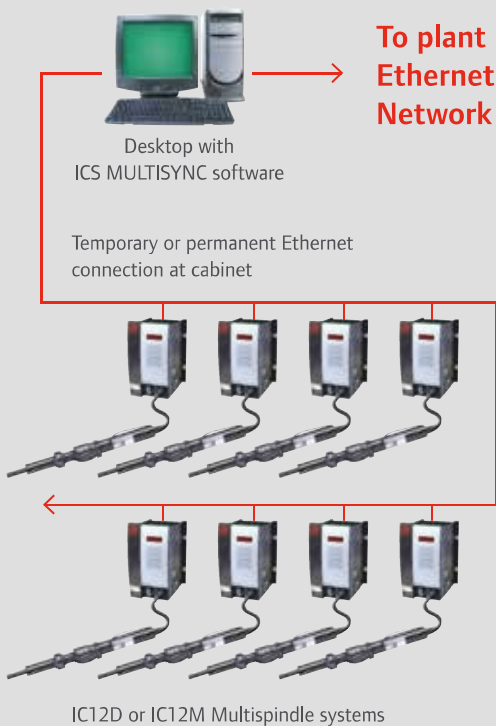 To plant
Ethernet
Network
Desktop with
ICS MULTISYNC software
Temporary or permanent Ethernet
connection at cabinet
IC12D or IC12M Multispindle systems